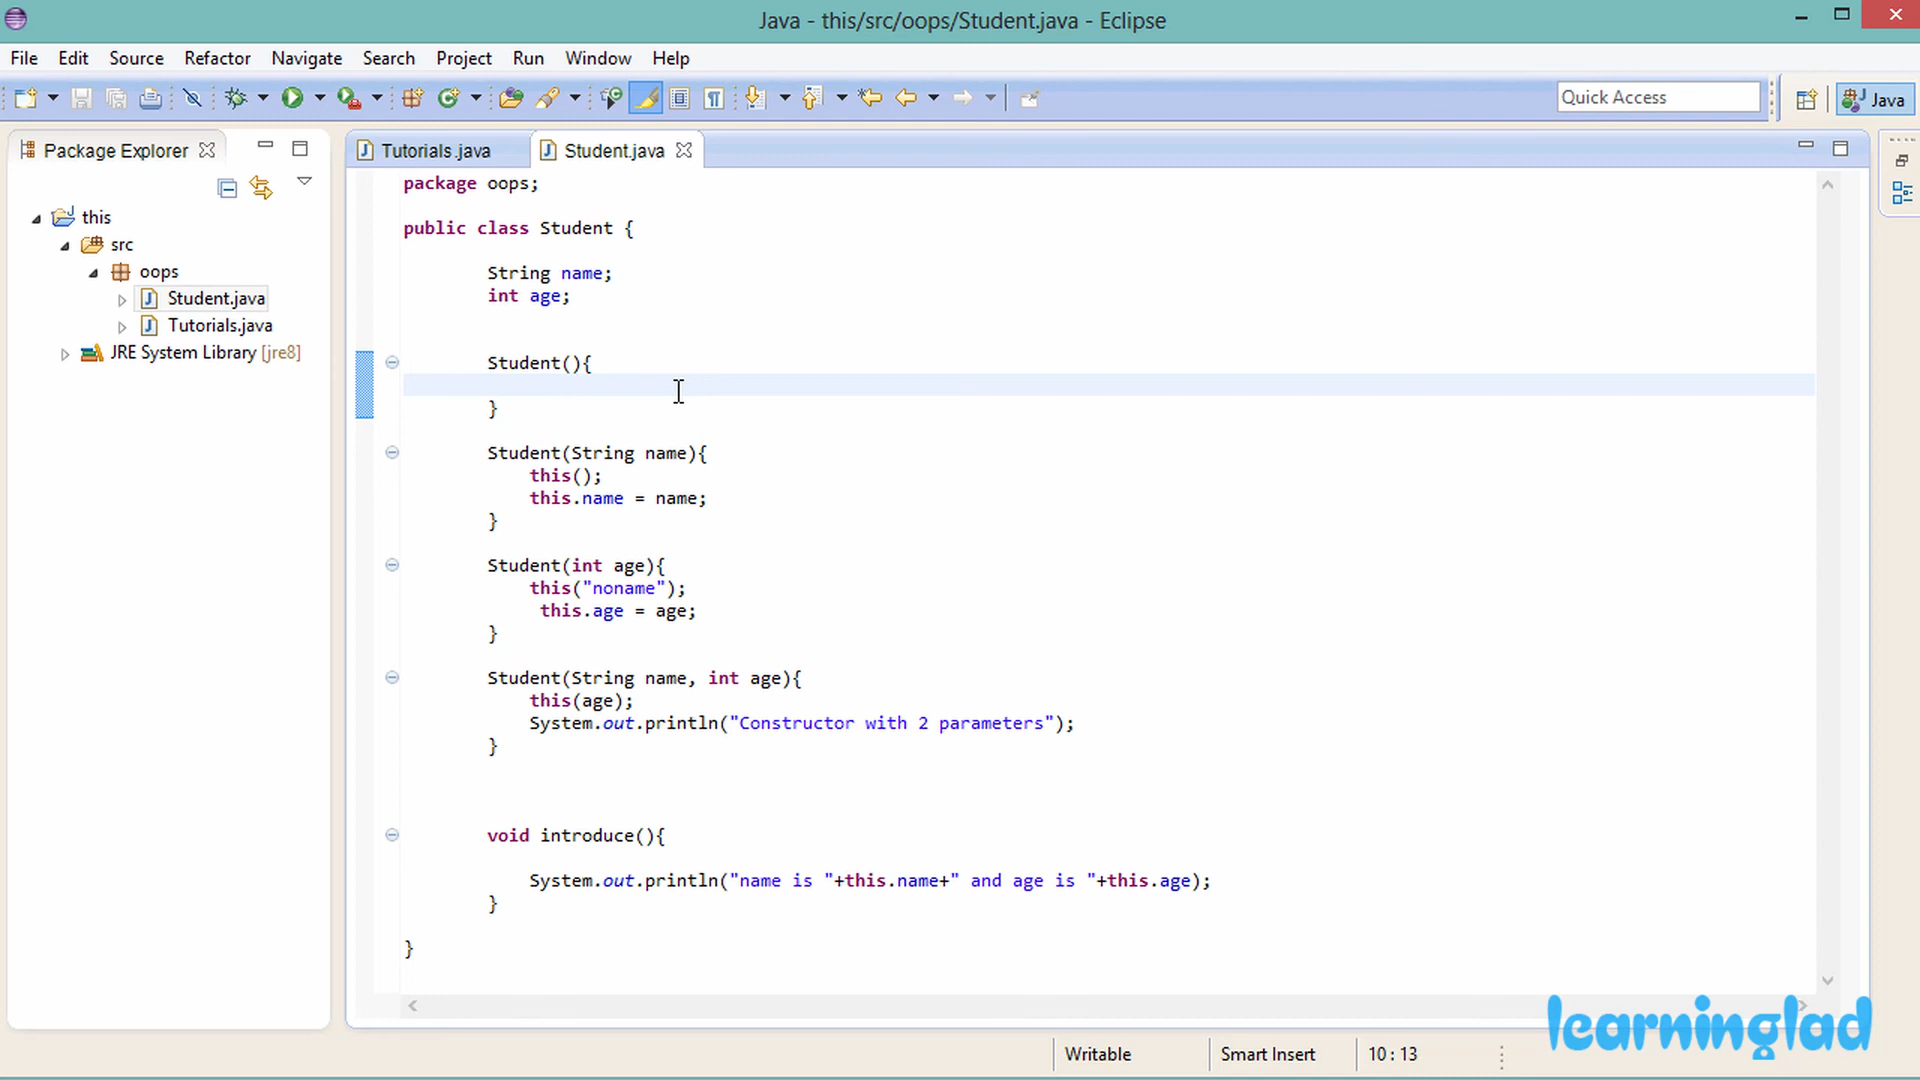 Java - this/src/oops/Student.java - Eclipse
File Edit Source Refactor Navigate Search Project Run Window Help
Quick Access
Java
Package Explorer
this
src
oops
Student.java
Tutorials.java
JRE System Library [jre8]
Tutorials.java Student.java
package oops;
public class Student {
String name;
int age;
Student(){
}
Student(String name){
this();
this.name = name;
}
Student(int age){
this("noname");
this.age = age;
}
Student(String name, int age){
this(age);
System.out.println("Constructor with 2 parameters");
}
void introduce(){
System.out.println("name is "+this.name+" and age is "+this.age);
}
}
learninglad
Writable Smart Insert 10 : 13